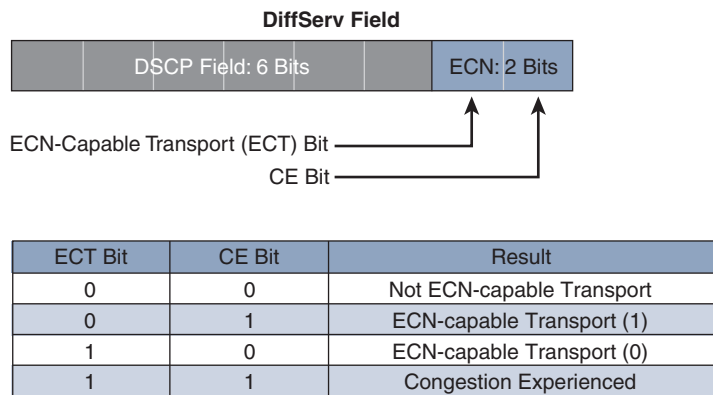 DiffServ Field
DSCP Field: 6 Bits ECN: 2 Bits
ECN-Capable Transport (ECT) Bit
CE Bit
ECT Bit CE Bit Result
0 0 Not ECN-capable Transport
0 1 ECN-capable Transport (1)
1 0 ECN-capable Transport (0)
1 1 Congestion Experienced